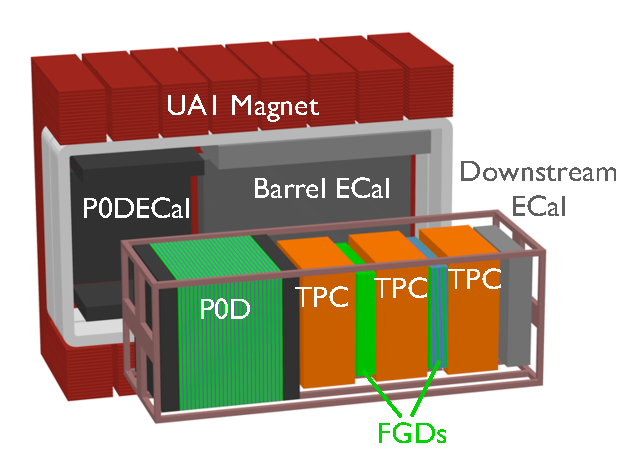 UA1 Magnet
Downstream
ECal
Barrel ECal
P0DECal
P0D
TPC
TPC
TPC
FGDs